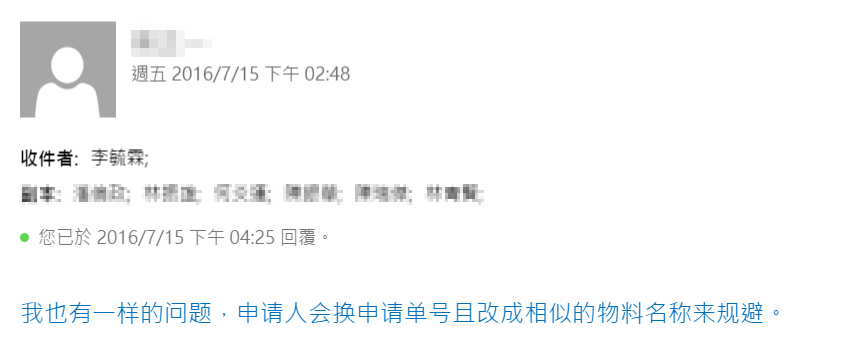 週五 2016/7/15 下午 02:48
收件者: 李毓霖;
副本:
您已於 2016/7/15 下午 04:25 回覆。
我也有一样的问题，申请人会换申请单号且改成相似的物料名称来规避。